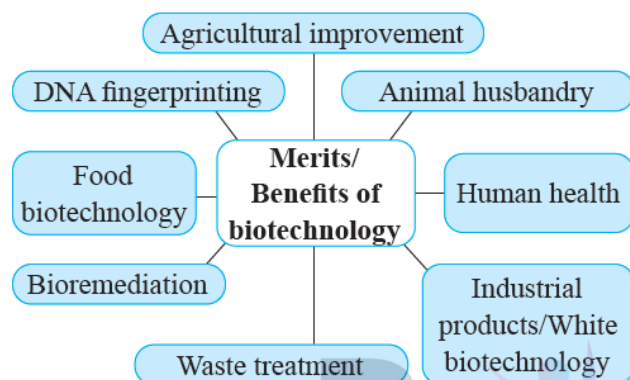 Agricultural improvement
DNA fingerprinting
Animal husbandry
Merits/
Benefits of
biotechnology
Food
biotechnology
Human health
Bioremediation
Industrial
products/White
biotechnology
Waste treatment